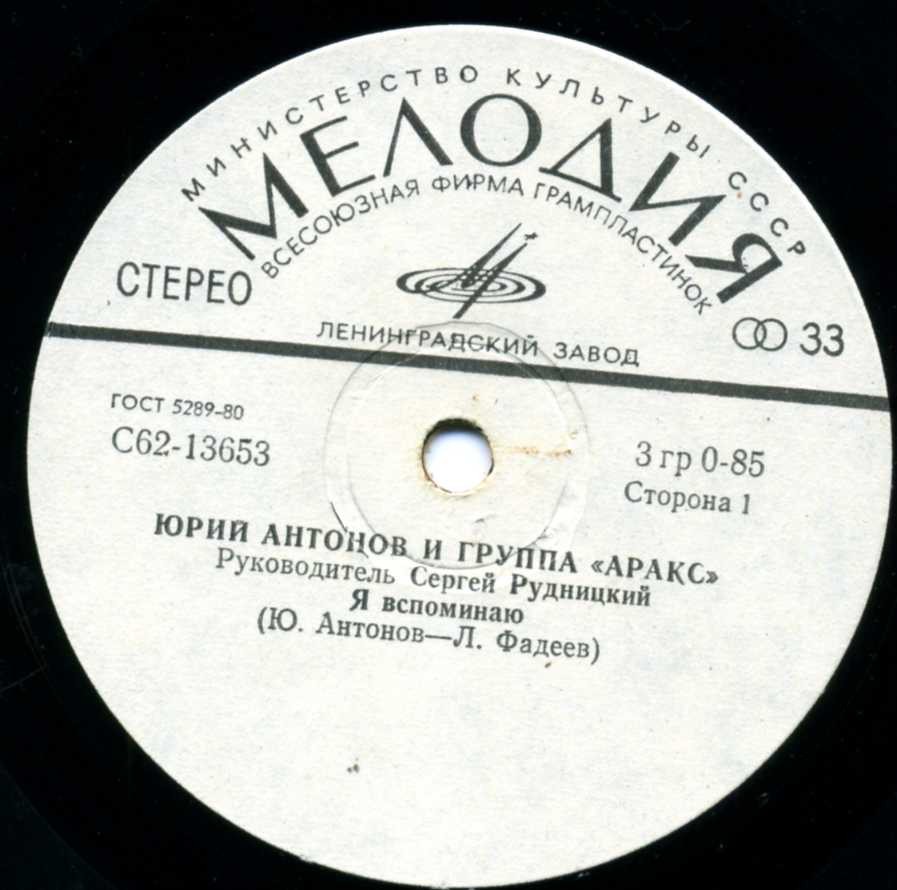 МИНИСТЕРСТВО КУЛЬТУРЫ СССР
МЕЛОДИЯ
ВСЕСОЮЗНАЯ ФИРМА ГРАМПЛАСТИНОК
СТЕРЕО
33
ЛЕНИНГРАДСКИЙ ЗАВОД
ГОСТ 5289-80
С62-13653
3 гр 0-85
Сторона 1
ЮРИЙ АНТОНОВ И ГРУППА «АРАКС»
Руководитель Сергей Рудницкий
Я вспоминаю
(Ю. Антонов—Л. Фадеев)